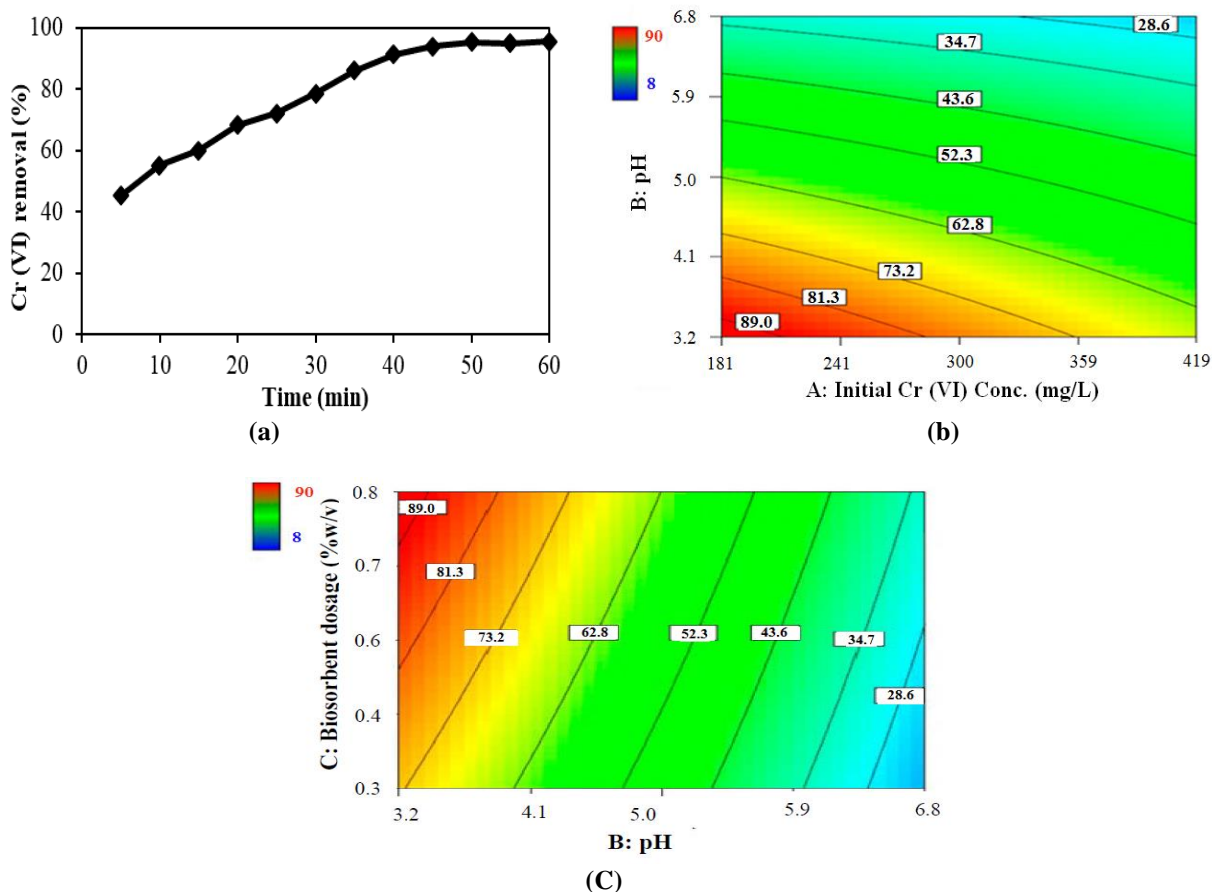 100
80
60
40
20
0
Cr (VI) removal (%)
0 10 20 30 40 50 60
Time (min)
(a)
90
8
6.8
5.9
5.0
4.1
3.2
B: pH
28.6
34.7
43.6
52.3
62.8
73.2
81.3
89.0
181 241 300 359 419
A: Initial Cr (VI) Conc. (mg/L)
(b)
90
8
0.8
0.7
0.6
0.4
0.3
C: Biosorbent dosage (%w/v)
89.0
81.3
73.2 62.8 52.3 43.6 34.7
28.6
3.2 4.1 5.0 5.9 6.8
B: pH
(C)